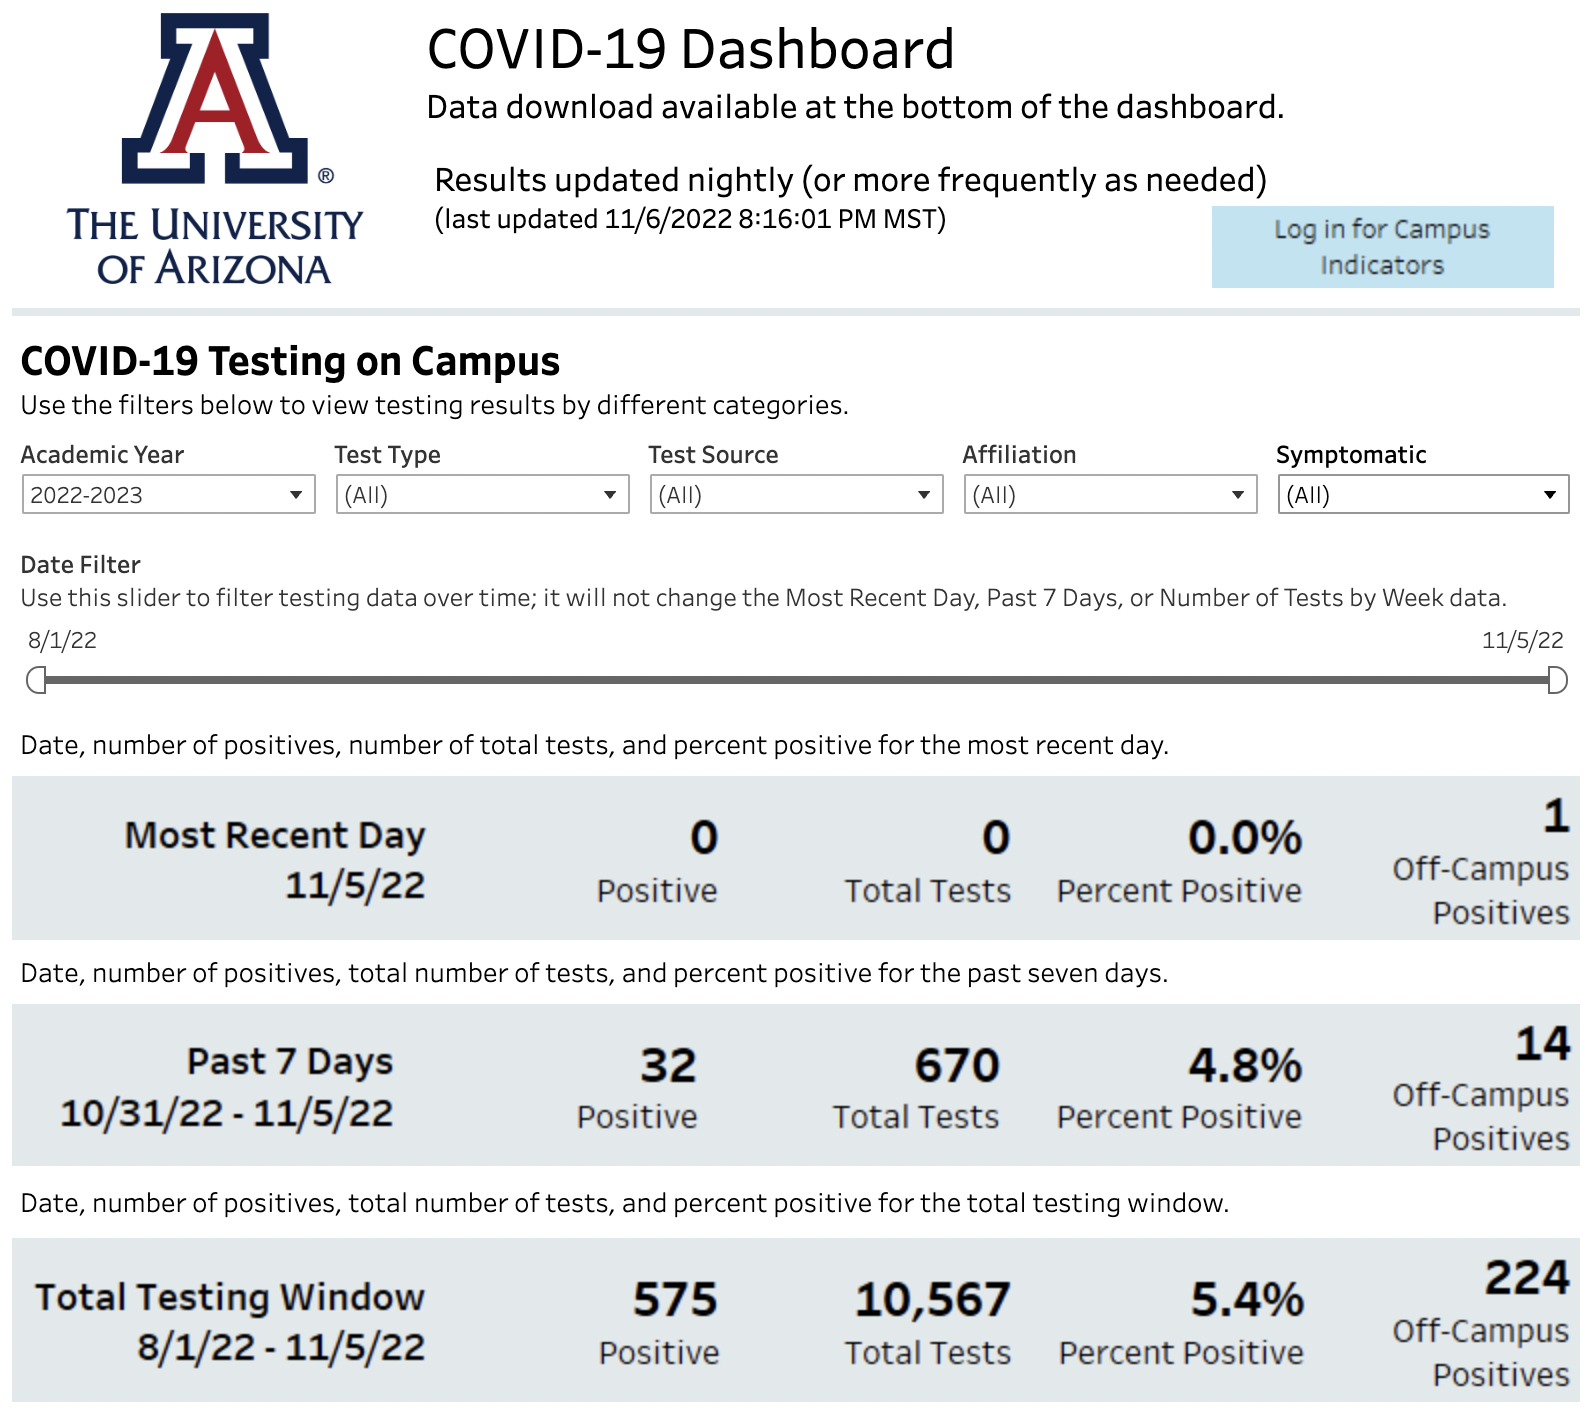 A
®
THE UNIVERSITY
OF ARIZONA
COVID-19 Dashboard
Data download available at the bottom of the dashboard.
Results updated nightly (or more frequently as needed)
(last updated 11/6/2022 8:16:01 PM MST)
Log in for Campus
Indicators
COVID-19 Testing on Campus
Use the filters below to view testing results by different categories.
Academic Year Test Type Test Source Affiliation Symptomatic
2022-2023 (All) (All) (All) (All)
Date Filter
Use this slider to filter testing data over time; it will not change the Most Recent Day, Past 7 Days, or Number of Tests by Week data.
8/1/22 11/5/22
Date, number of positives, number of total tests, and percent positive for the most recent day.
Most Recent Day
11/5/22
0
Positive
0
Total Tests
0.0%
Percent Positive
1
Off-Campus
Positives
Date, number of positives, total number of tests, and percent positive for the past seven days.
Past 7 Days
10/31/22 - 11/5/22
32
Positive
670
Total Tests
4.8%
Percent Positive
14
Off-Campus
Positives
Date, number of positives, total number of tests, and percent positive for the total testing window.
Total Testing Window
8/1/22 - 11/5/22
575
Positive
10,567
Total Tests
5.4%
Percent Positive
224
Off-Campus
Positives